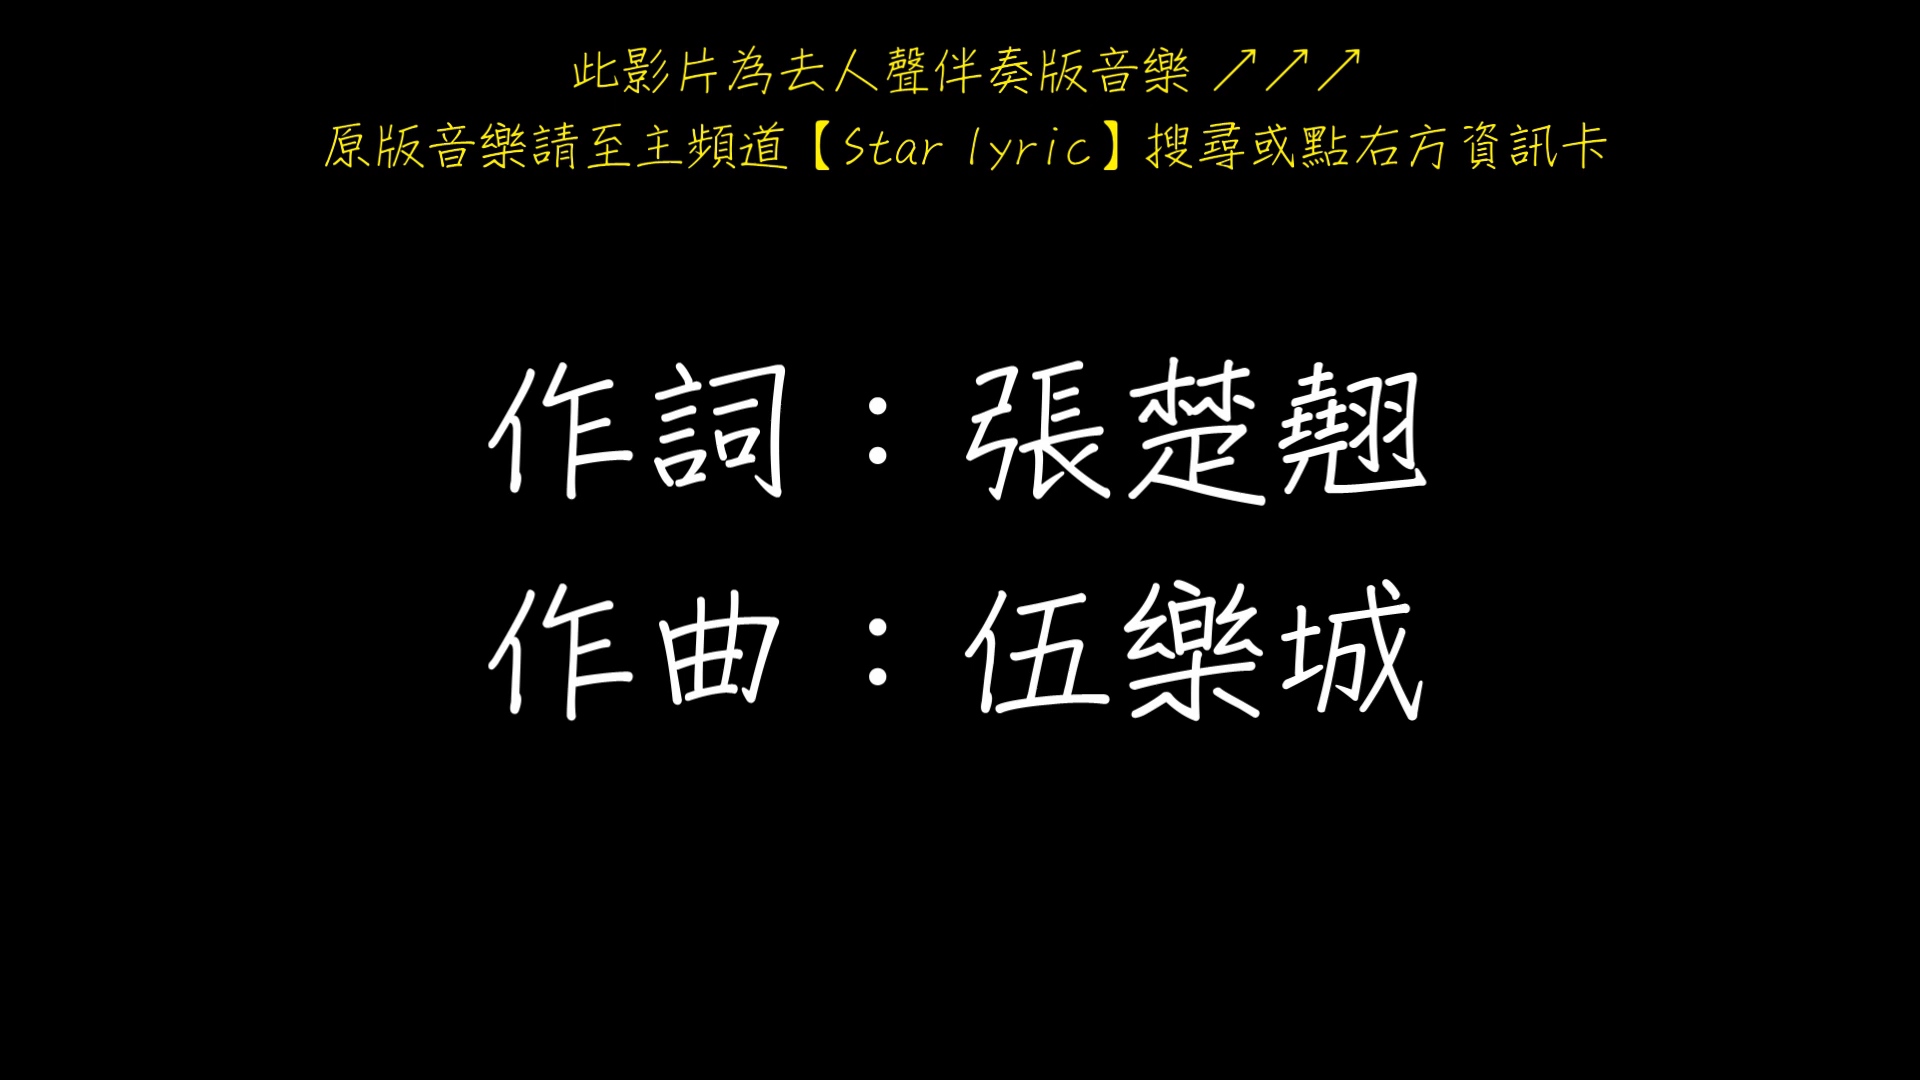 此影片為去人聲伴奏版音樂 ↗↗↗
原版音樂請至主頻道【Star lyric】搜尋或點右方資訊卡
作詞：張楚翹
作曲：伍樂城